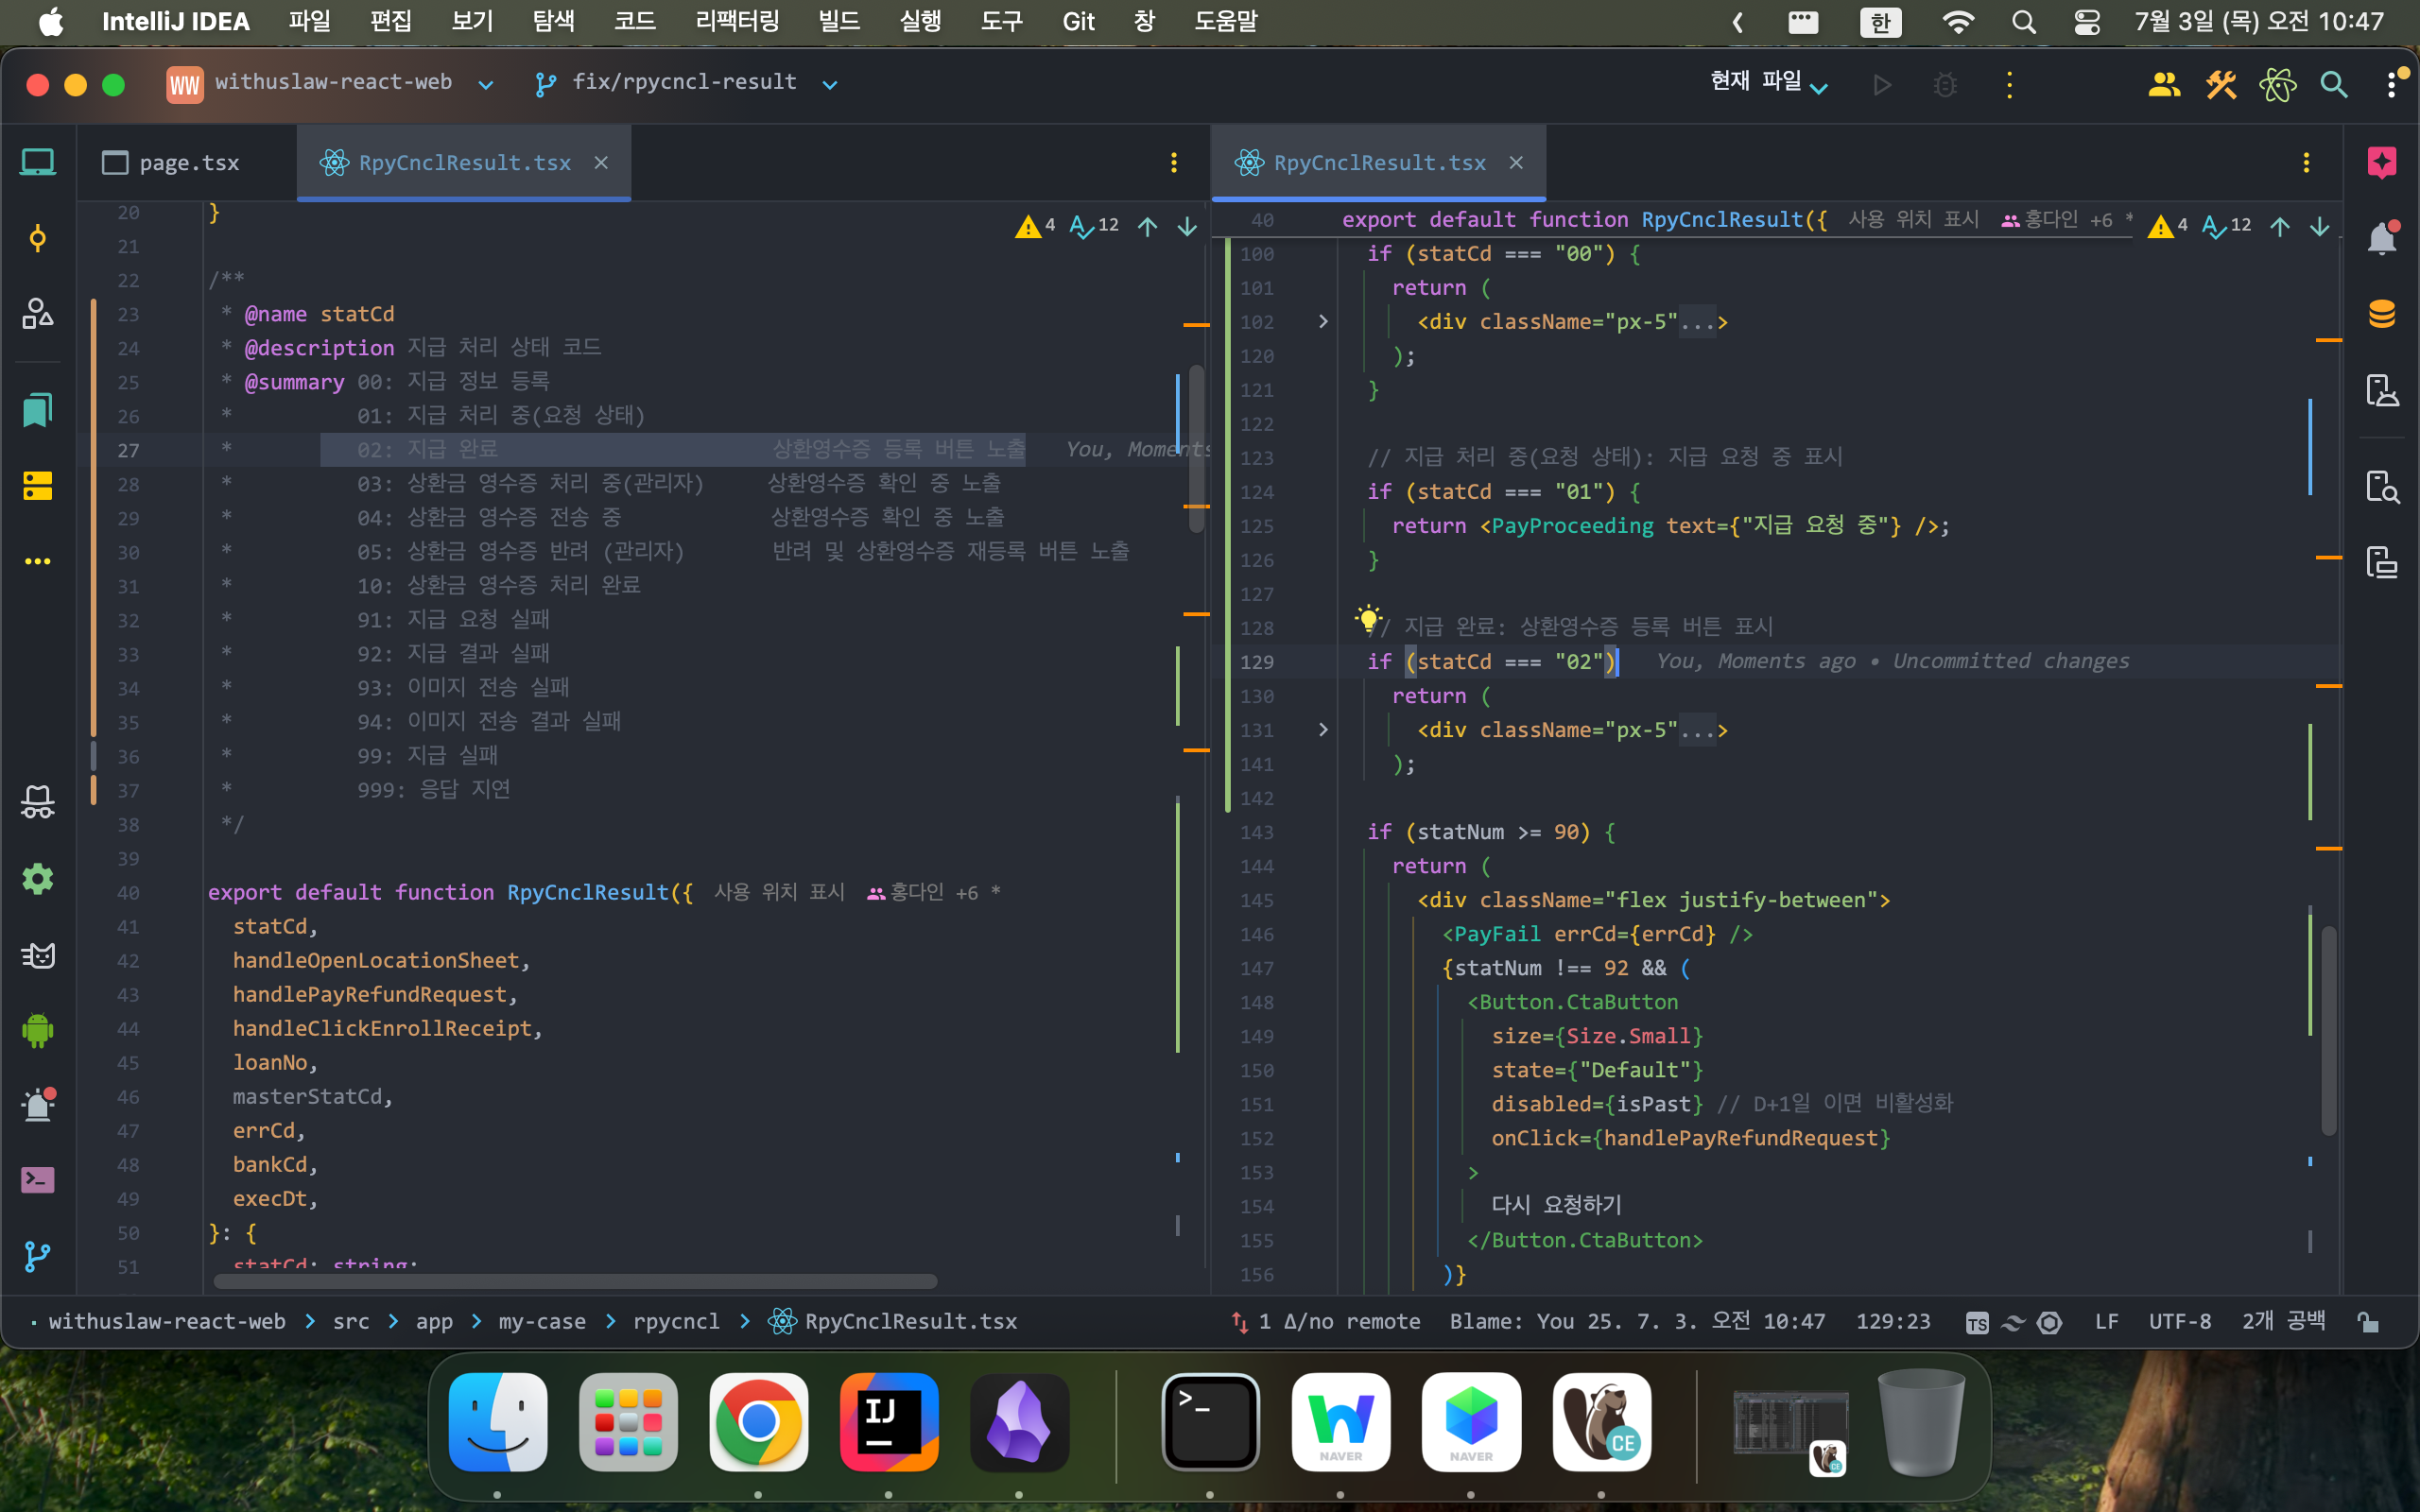 IntelliJ IDEA 파일 편집 보기 탐색 코드 리팩터링 빌드 실행 도구 Git 창 도움말 한 7월 3일 (목) 오전 10:47
WW withuslaw-react-web fix/rpycncl-result 현재 파일
page.tsx RpyCnclResult.tsx
20 }
4 12
21
22 /**
23 * @name statCd
24 * @description 지급 처리 상태 코드
25 * @summary 00: 지급 정보 등록
26 * 01: 지급 처리 중(요청 상태)
27 * 02: 지급 완료 상환영수증 등록 버튼 노출 You, Moments
28 * 03: 상환금 영수증 처리 중(관리자) 상환영수증 확인 중 노출
29 * 04: 상환금 영수증 전송 중 상환영수증 확인 중 노출
30 * 05: 상환금 영수증 반려 (관리자) 반려 및 상환영수증 재등록 버튼 노출
31 * 10: 상환금 영수증 처리 완료
32 * 91: 지급 요청 실패
33 * 92: 지급 결과 실패
34 * 93: 이미지 전송 실패
35 * 94: 이미지 전송 결과 실패
36 * 99: 지급 실패
37 * 999: 응답 지연
38 */
39
40 export default function RpyCnclResult({ 사용 위치 표시 홍다인 +6 *
41 statCd,
42 handleOpenLocationSheet,
43 handlePayRefundRequest,
44 handleClickEnrollReceipt,
45 loanNo,
46 masterStatCd,
47 errCd,
48 bankCd,
49 execDt,
50 }: {
51 statCd: string;
RpyCnclResult.tsx
40 export default function RpyCnclResult({ 사용 위치 표시 홍다인 +6 * 4 12
100 if (statCd === "00") {
101 return (
102 <div className="px-5"...>
120 );
121 }
122
123 // 지급 처리 중(요청 상태): 지급 요청 중 표시
124 if (statCd === "01") {
125 return <PayProceeding text={"지급 요청 중"} />;
126 }
127
128 // 지급 완료: 상환영수증 등록 버튼 표시
129 if (statCd === "02") You, Moments ago • Uncommitted changes
130 return (
131 <div className="px-5"...>
141 );
142
143 if (statNum >= 90) {
144 return (
145 <div className="flex justify-between">
146 <PayFail errCd={errCd} />
147 {statNum !== 92 && (
148 <Button.CtaButton
149 size={Size.Small}
150 state={"Default"}
151 disabled={isPast} // D+1일 이면 비활성화
152 onClick={handlePayRefundRequest}
153 >
154 다시 요청하기
155 </Button.CtaButton>
156 )}
withuslaw-react-web > src > app > my-case > rpycncl > RpyCnclResult.tsx 1 Δ/no remote Blame: You 25. 7. 3. 오전 10:47 129:23 TS LF UTF-8 2개 공백
IJ
>_
NAVER
NAVER
CE